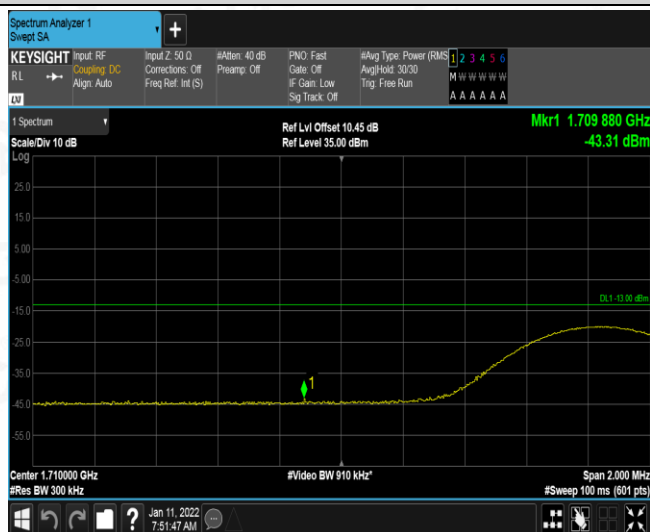 Spectrum Analyzer 1
Swept SA
KEYSIGHT
RL
LXI
Input: RF
Coupling: DC
Align: Auto
Input Z: 50 Ω
Corrections: Off
Freq Ref: Int (S)
#Atten: 40 dB
Preamp: Off
PNO: Fast
Gate: Off
IF Gain: Low
Sig Track: Off
#Avg Type: Power (RMS
Avg|Hold: 30/30
Trig: Free Run
1 2 3 4 5 6
M W W W W W
A A A A A A
1 Spectrum
Scale/Div 10 dB
Ref Lvl Offset 10.45 dB
Ref Level 35.00 dBm
Mkr1 1.709 880 GHz
-43.31 dBm
Log
25.0
15.0
5.00
-5.00
DL1 -13.00 dBm
-15.0
-25.0
-35.0
1
-45.0
-55.0
Center 1.710000 GHz
#Video BW 910 kHz*
Span 2.000 MHz
#Res BW 300 kHz
#Sweep 100 ms (601 pts)
?
Jan 11, 2022
7:51:47 AM